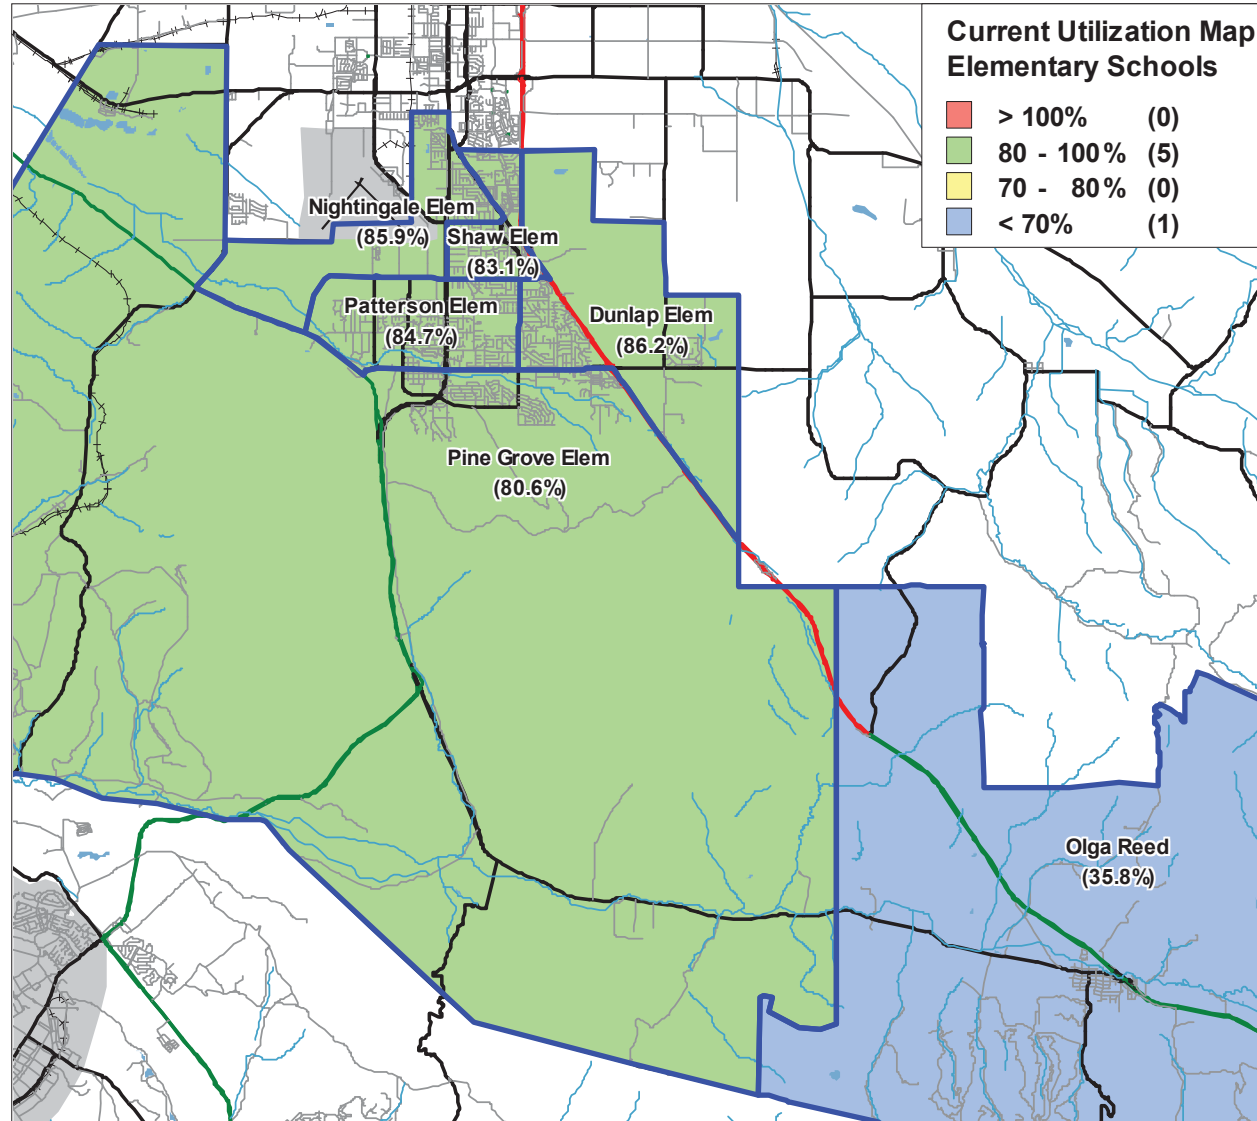 Current Utilization Map
Elementary Schools
> 100% (0)
80 - 100% (5)
70 - 80% (0)
< 70% (1)
Nightingale Elem
(85.9%)
Shaw Elem
(83.1%)
Patterson Elem
(84.7%)
Dunlap Elem
(86.2%)
Pine Grove Elem
(80.6%)
Olga Reed
(35.8%)